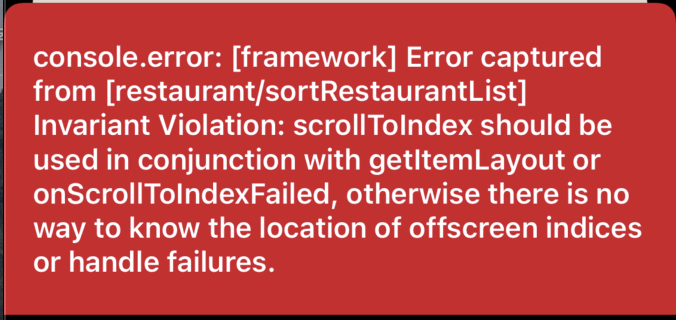 console.error: [framework] Error captured
from [restaurant/sortRestaurantList]
Invariant Violation: scrollToIndex should be
used in conjunction with getItemLayout or
onScrollToIndexFailed, otherwise there is no
way to know the location of offscreen indices
or handle failures.